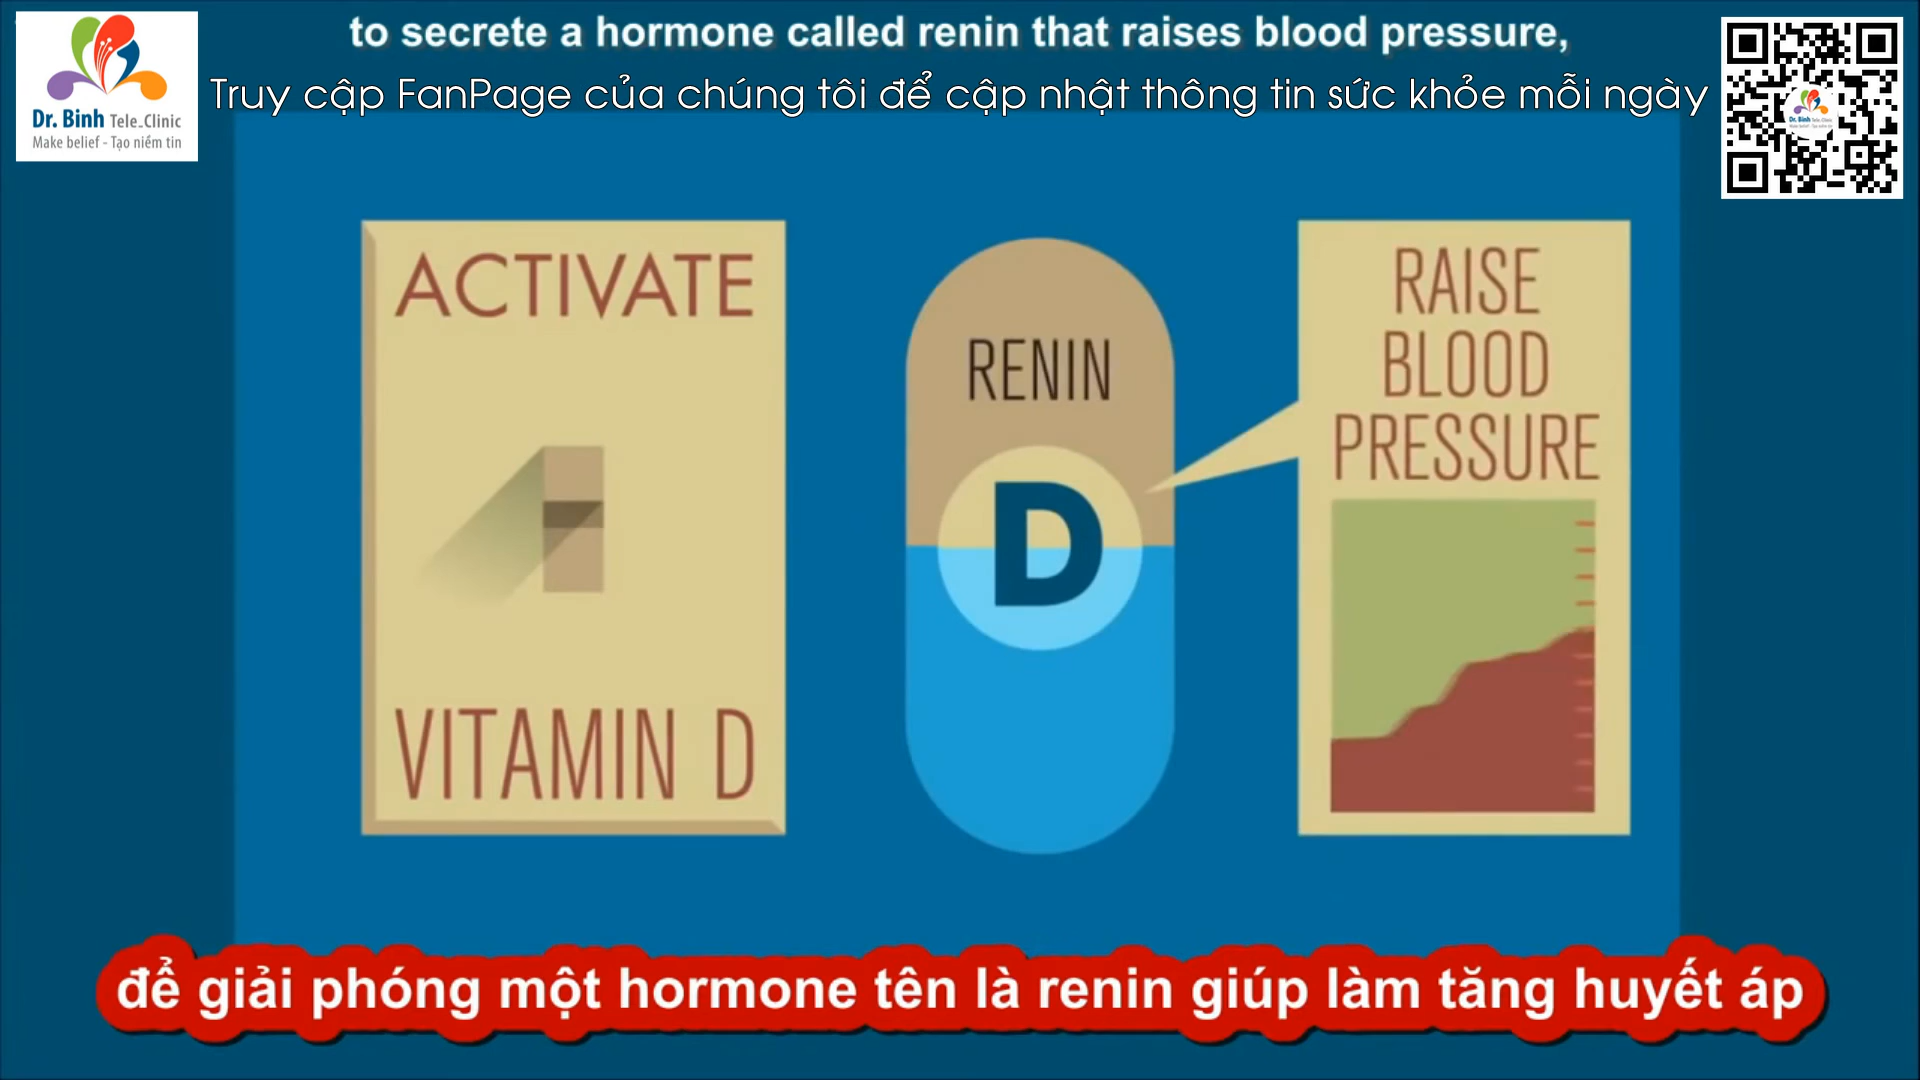 to secrete a hormone called renin that raises blood pressure,
Truy cập FanPage của chúng tôi để cập nhật thông tin sức khỏe mỗi ngày
Dr. Binh Tele_Clinic
Make belief - Tạo niềm tin
ACTIVATE
VITAMIN D
RENIN
D
RAISE
BLOOD
PRESSURE
để giải phóng một hormone tên là renin giúp làm tăng huyết áp